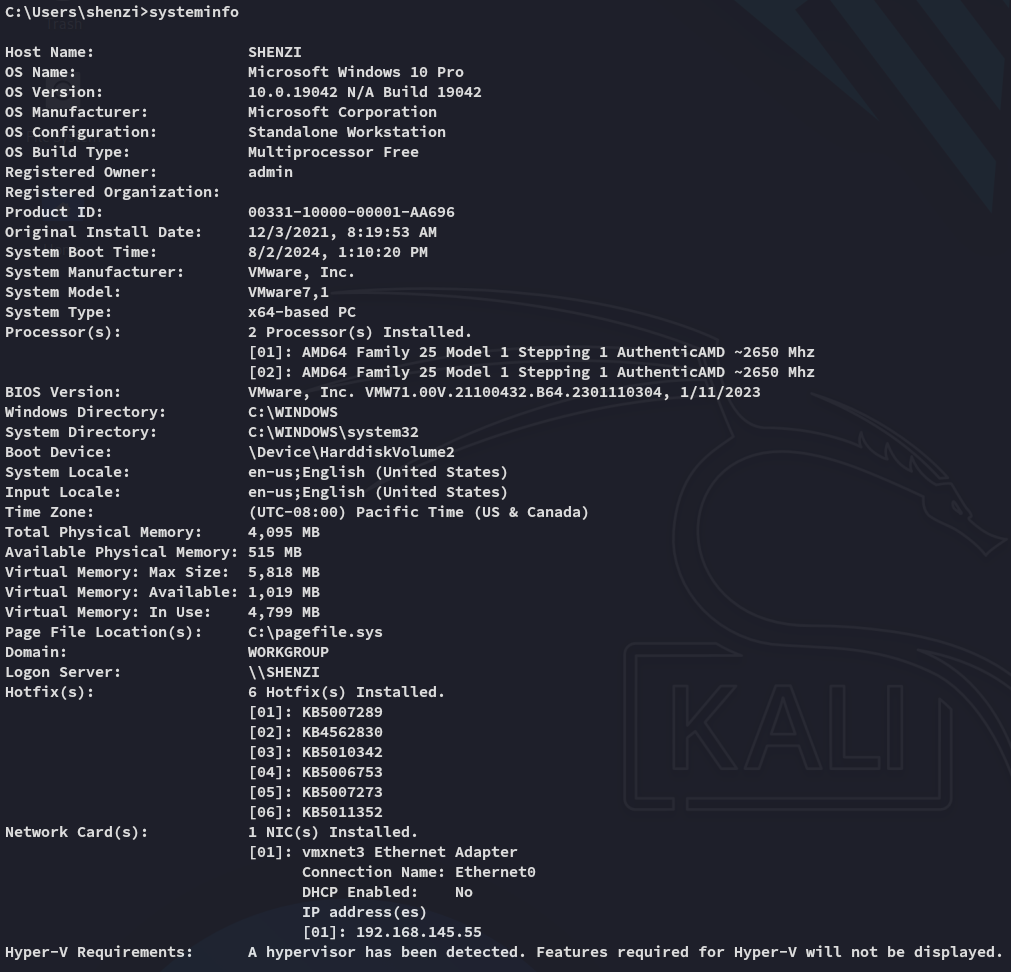 C:\Users\shenzi>systeminfo
Host Name: SHENZI
OS Name: Microsoft Windows 10 Pro
OS Version: 10.0.19042 N/A Build 19042
OS Manufacturer: Microsoft Corporation
OS Configuration: Standalone Workstation
OS Build Type: Multiprocessor Free
Registered Owner: admin
Registered Organization:
Product ID: 00331-10000-00001-AA696
Original Install Date: 12/3/2021, 8:19:53 AM
System Boot Time: 8/2/2024, 1:10:20 PM
System Manufacturer: VMware, Inc.
System Model: VMware7,1
System Type: x64-based PC
Processor(s): 2 Processor(s) Installed.
[01]: AMD64 Family 25 Model 1 Stepping 1 AuthenticAMD ~2650 Mhz
[02]: AMD64 Family 25 Model 1 Stepping 1 AuthenticAMD ~2650 Mhz
BIOS Version: VMware, Inc. VMW71.00V.21100432.B64.2301110304, 1/11/2023
Windows Directory: C:\WINDOWS
System Directory: C:\WINDOWS\system32
Boot Device: \Device\HarddiskVolume2
System Locale: en-us;English (United States)
Input Locale: en-us;English (United States)
Time Zone: (UTC-08:00) Pacific Time (US & Canada)
Total Physical Memory: 4,095 MB
Available Physical Memory: 515 MB
Virtual Memory: Max Size: 5,818 MB
Virtual Memory: Available: 1,019 MB
Virtual Memory: In Use: 4,799 MB
Page File Location(s): C:\pagefile.sys
Domain: WORKGROUP
Logon Server: \\SHENZI
Hotfix(s): 6 Hotfix(s) Installed.
[01]: KB5007289
[02]: KB4562830
[03]: KB5010342
[04]: KB5006753
[05]: KB5007273
[06]: KB5011352
Network Card(s): 1 NIC(s) Installed.
[01]: vmxnet3 Ethernet Adapter
Connection Name: Ethernet0
DHCP Enabled: No
IP address(es)
[01]: 192.168.145.55
Hyper-V Requirements: A hypervisor has been detected. Features required for Hyper-V will not be displayed.
KALI